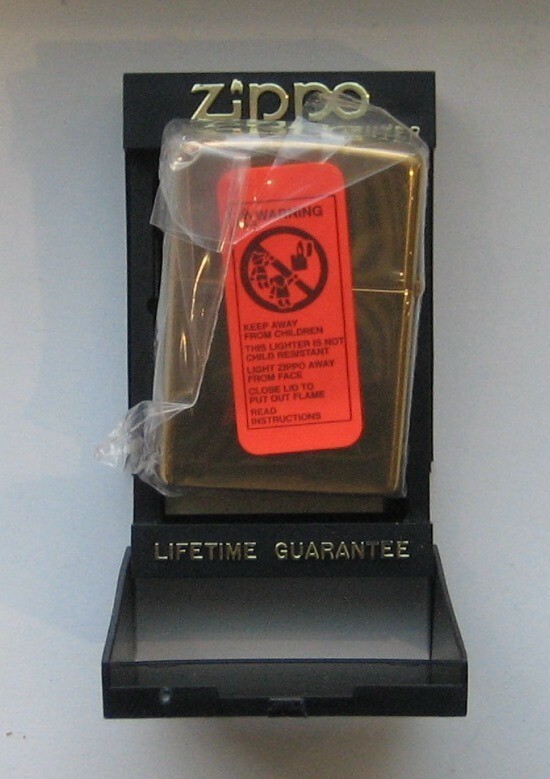 zippo
WARNING
KEEP AWAY
FROM CHILDREN
THIS LIGHTER IS NOT
CHILD RESISTANT
LIGHT ZIPPO AWAY
FROM FACE
CLOSE LID TO
PUT OUT FLAME
READ
INSTRUCTIONS
LIFETIME GUARANTEE